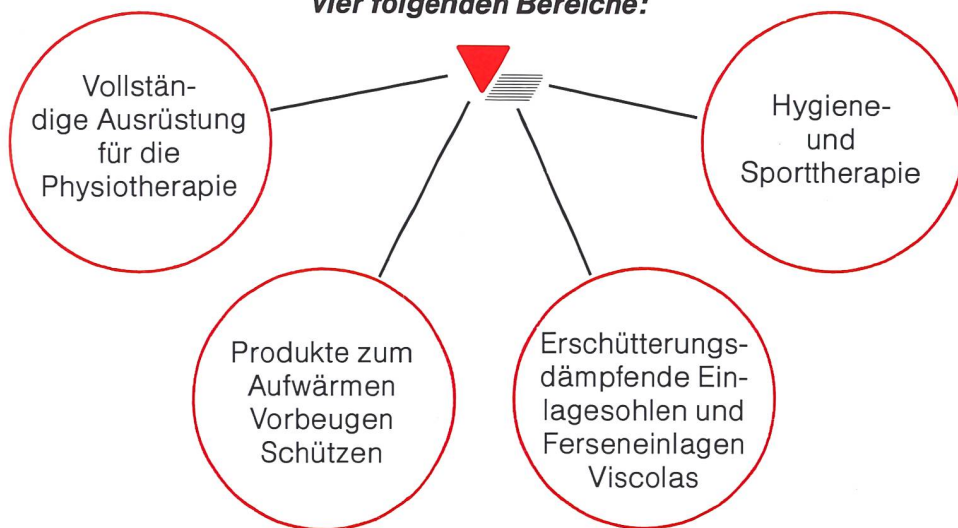 vier folgenden Bereiche:
Vollstän-
dige Ausrüstung
für die
Physiotherapie
Hygiene-
und
Sporttherapie
Produkte zum
Aufwärmen
Vorbeugen
Schützen
Erschütterungs-
dämpfende Ein-
lagesohlen und
Ferseneinlagen
Viscolas